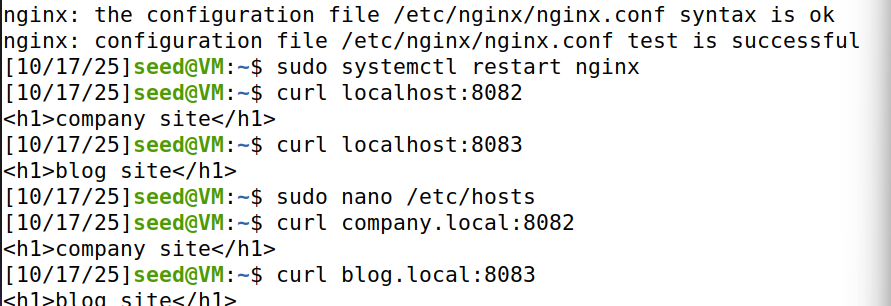 nginx: the configuration file /etc/nginx/nginx.conf syntax is ok
nginx: configuration file /etc/nginx/nginx.conf test is successful
[10/17/25]seed@VM:~$ sudo systemctl restart nginx
[10/17/25]seed@VM:~$ curl localhost:8082
<h1>company site</h1>
[10/17/25]seed@VM:~$ curl localhost:8083
<h1>blog site</h1>
[10/17/25]seed@VM:~$ sudo nano /etc/hosts
[10/17/25]seed@VM:~$ curl company.local:8082
<h1>company site</h1>
[10/17/25]seed@VM:~$ curl blog.local:8083
<h1>blog site</h1>